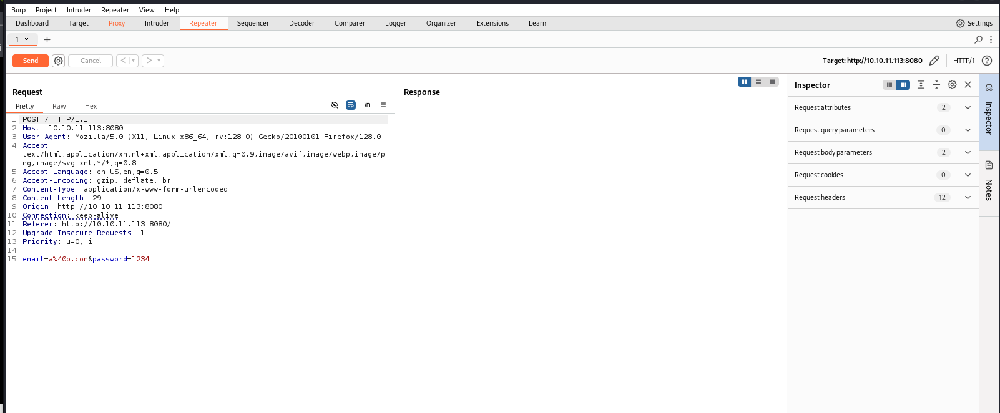 Burp Project Intruder Repeater View Help
Dashboard Target Proxy Intruder Repeater Sequencer Decoder Comparer Logger Organizer Extensions Learn Settings
1 × +
Send Cancel < > Target: http://10.10.11.113:8080 HTTP/1 ?
Request
Pretty Raw Hex \n
1 POST / HTTP/1.1
2 Host: 10.10.11.113:8080
3 User-Agent: Mozilla/5.0 (X11; Linux x86_64; rv:128.0) Gecko/20100101 Firefox/128.0
4 Accept:
text/html,application/xhtml+xml,application/xml;q=0.9,image/avif,image/webp,image/p
ng,image/svg+xml,*/*;q=0.8
5 Accept-Language: en-US,en;q=0.5
6 Accept-Encoding: gzip, deflate, br
7 Content-Type: application/x-www-form-urlencoded
8 Content-Length: 29
9 Origin: http://10.10.11.113:8080
10 Connection: keep-alive
11 Referer: http://10.10.11.113:8080/
12 Upgrade-Insecure-Requests: 1
13 Priority: u=0, i
14
15 email=a%40b.com&password=1234
Response
Inspector
Request attributes 2
Request query parameters 0
Request body parameters 2
Request cookies 0
Request headers 12
Inspector
Notes